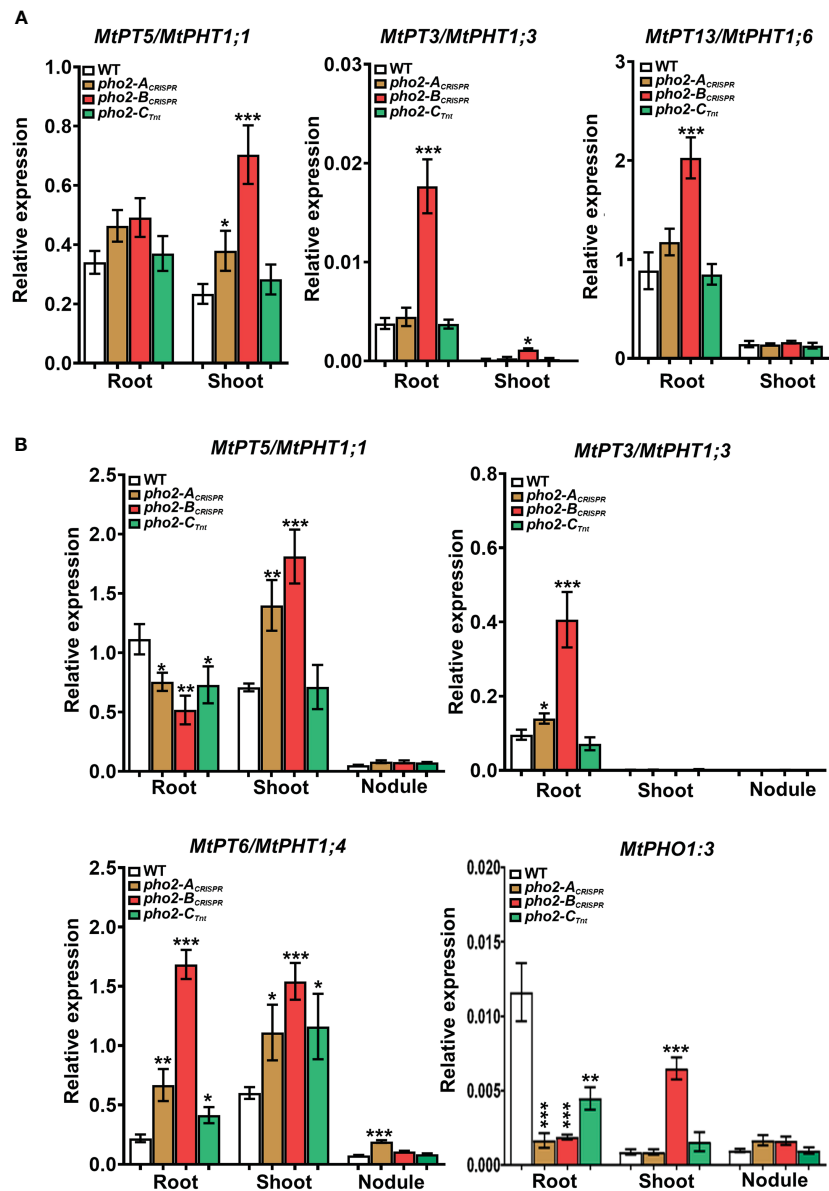 A
MtPT5/MtPHT1;1
WT
pho2-ACRISPR
pho2-BCRISPR
pho2-CTnt
Relative expression
1.0
0.8
0.6
0.4
0.2
0.0
*
***
Root
Shoot
MtPT3/MtPHT1;3
WT
pho2-ACRISPR
pho2-BCRISPR
pho2-CTnt
Relative expression
0.03
0.02
0.01
0.00
***
*
Root
Shoot
MtPT13/MtPHT1;6
WT
pho2-ACRISPR
pho2-BCRISPR
pho2-CTnt
Relative expression
3
2
1
0
***
Root
Shoot
B
MtPT5/MtPHT1;1
WT
pho2-ACRISPR
pho2-BCRISPR
pho2-CTnt
Relative expression
2.5
2.0
1.5
1.0
0.5
0.0
*
**
*
**
***
Root
Shoot
Nodule
MtPT3/MtPHT1;3
WT
pho2-ACRISPR
pho2-BCRISPR
pho2-CTnt
Relative expression
0.8
0.6
0.4
0.2
0.0
*
***
Root
Shoot
Nodule
MtPT6/MtPHT1;4
WT
pho2-ACRISPR
pho2-BCRISPR
pho2-CTnt
Relative expression
2.5
2.0
1.5
1.0
0.5
0.0
**
***
*
*
***
*
***
Root
Shoot
Nodule
MtPHO1:3
WT
pho2-ACRISPR
pho2-BCRISPR
pho2-CTnt
Relative expression
0.020
0.015
0.010
0.005
0.000
***
***
**
***
Root
Shoot
Nodule